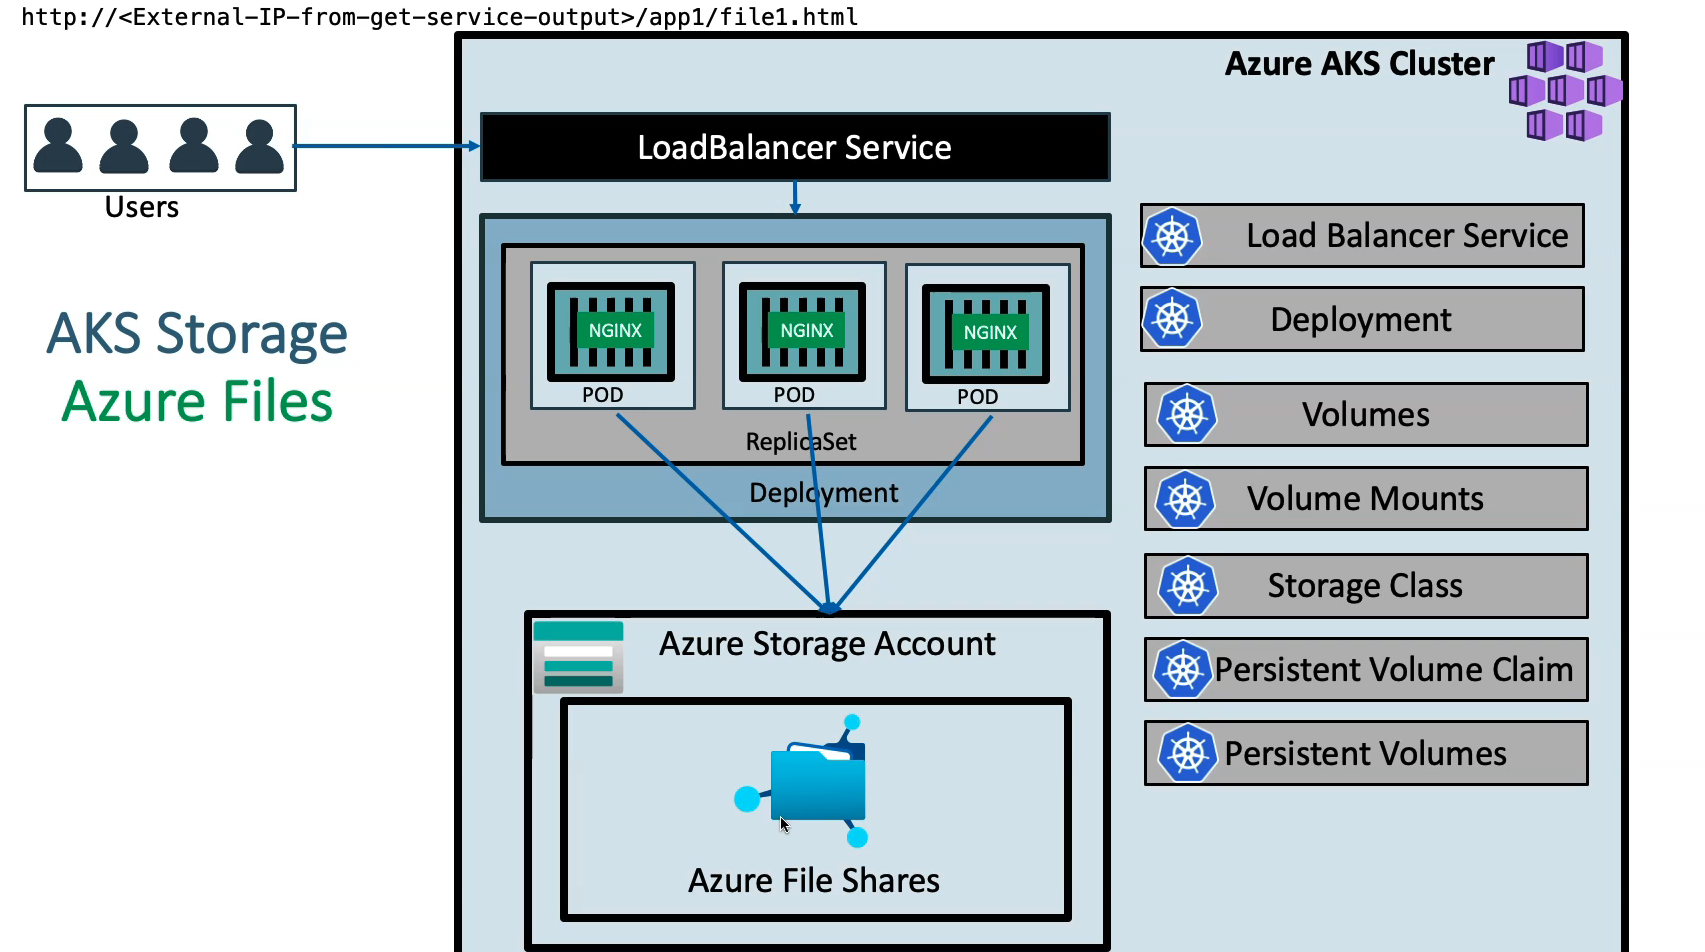 http://<External-IP-from-get-service-output>/app1/file1.html
Azure AKS Cluster
LoadBalancer Service
Users
AKS Storage
Azure Files
NGINX
POD
NGINX
POD
NGINX
POD
ReplicaSet
Deployment
Azure Storage Account
Azure File Shares
Load Balancer Service
Deployment
Volumes
Volume Mounts
Storage Class
Persistent Volume Claim
Persistent Volumes